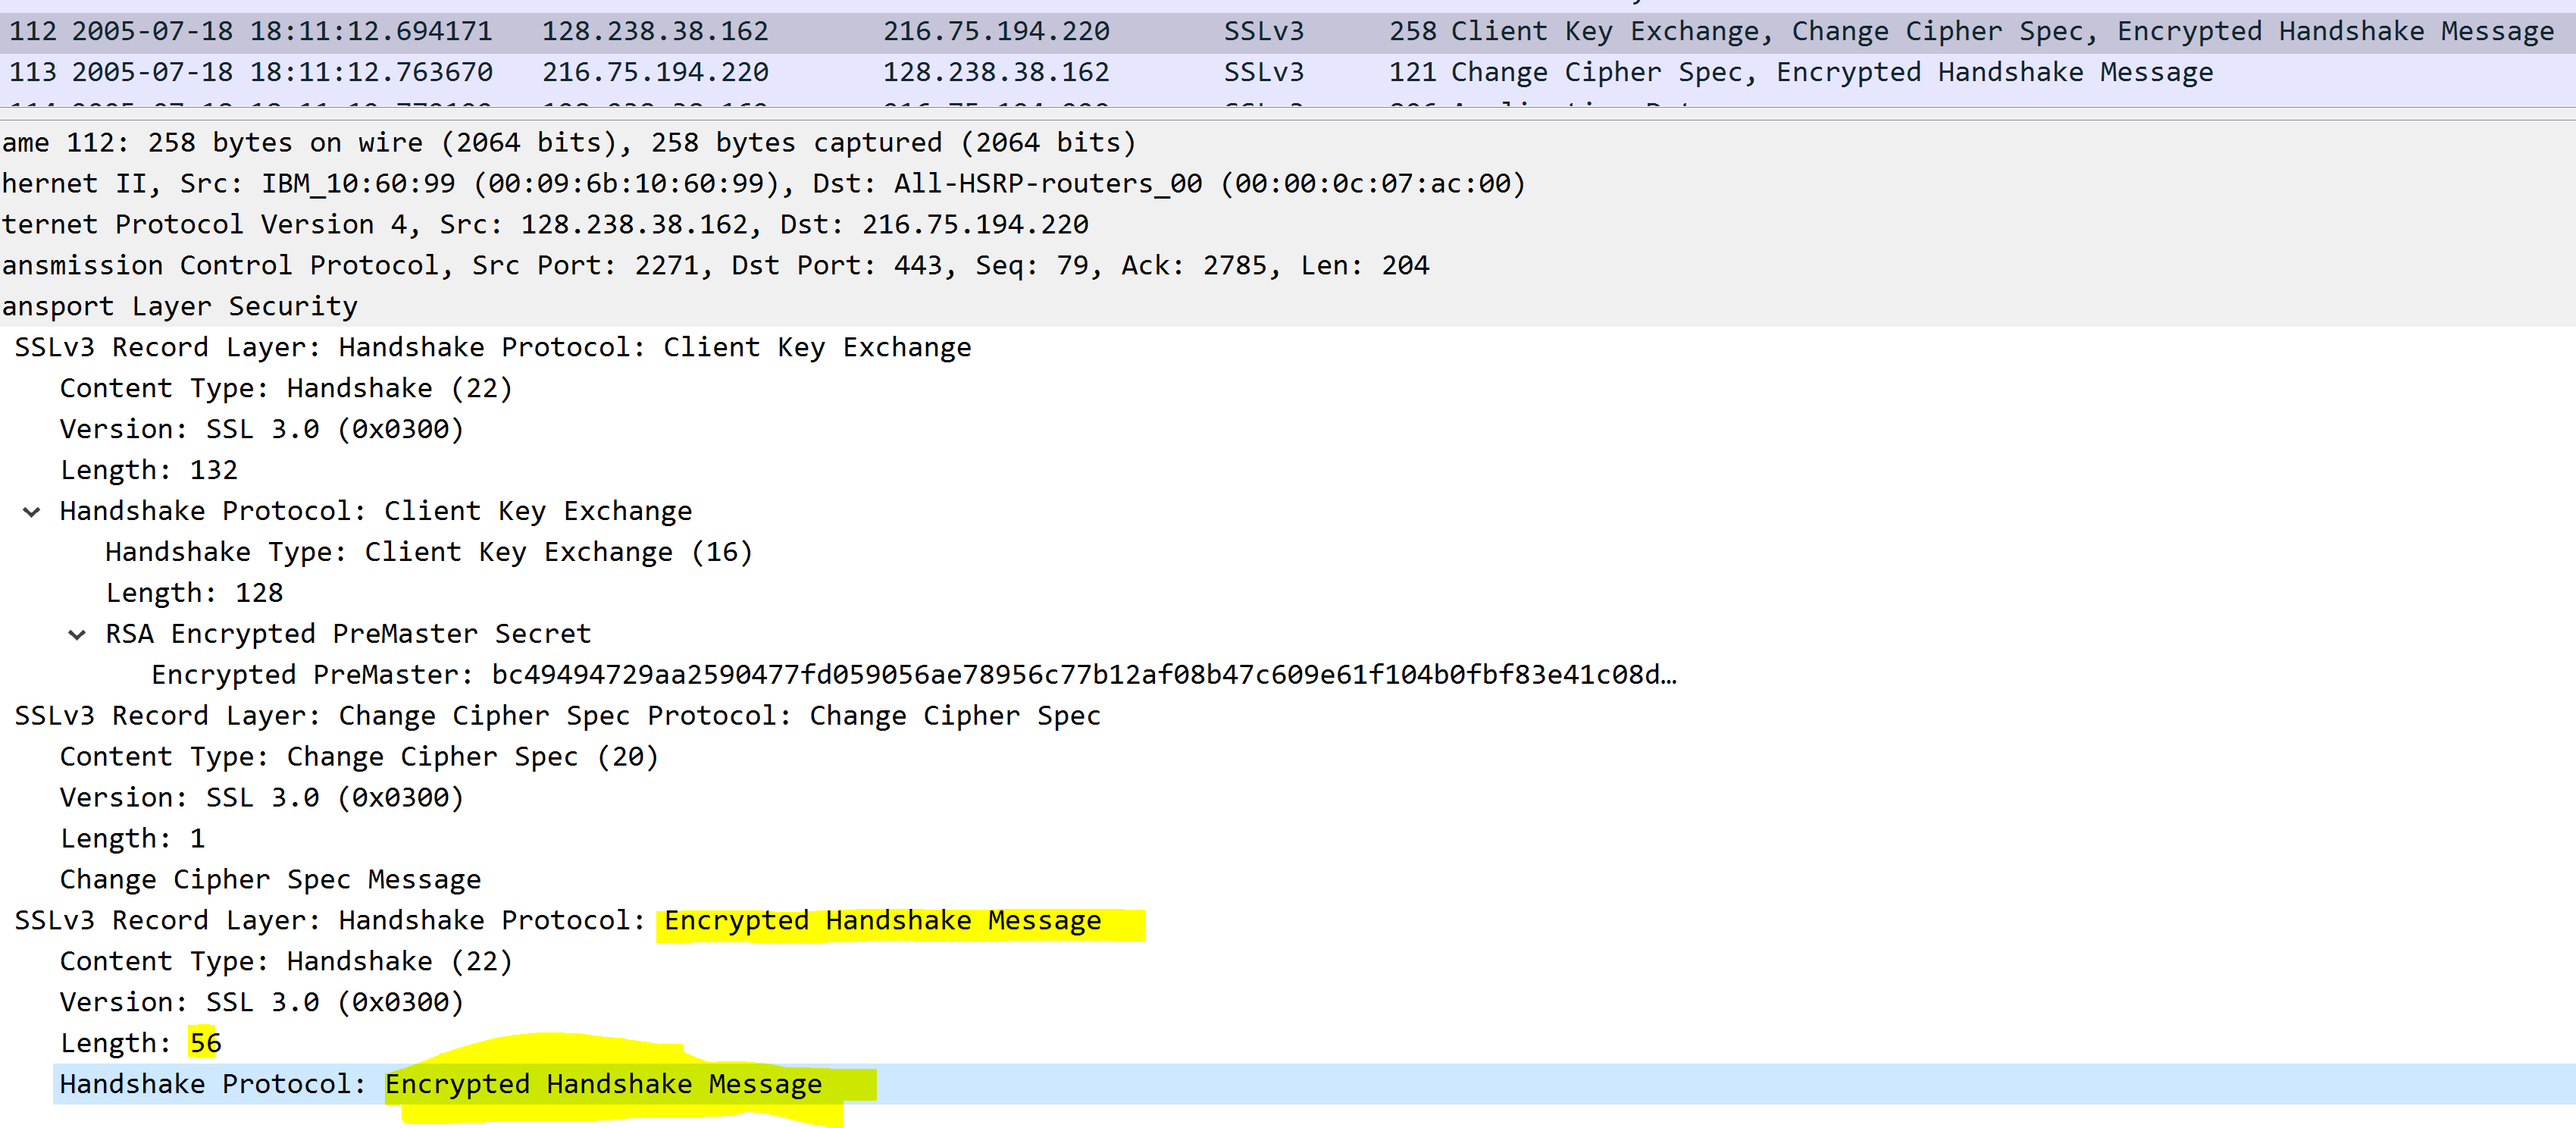 112 2005-07-18 18:11:12.694171 128.238.38.162 216.75.194.220 SSLv3 258 Client Key Exchange, Change Cipher Spec, Encrypted Handshake Message
113 2005-07-18 18:11:12.763670 216.75.194.220 128.238.38.162 SSLv3 121 Change Cipher Spec, Encrypted Handshake Message
ame 112: 258 bytes on wire (2064 bits), 258 bytes captured (2064 bits)
hernet II, Src: IBM_10:60:99 (00:09:6b:10:60:99), Dst: All-HSRP-routers_00 (00:00:0c:07:ac:00)
ternet Protocol Version 4, Src: 128.238.38.162, Dst: 216.75.194.220
ansmission Control Protocol, Src Port: 2271, Dst Port: 443, Seq: 79, Ack: 2785, Len: 204
ansport Layer Security
SSLv3 Record Layer: Handshake Protocol: Client Key Exchange
Content Type: Handshake (22)
Version: SSL 3.0 (0x0300)
Length: 132
Handshake Protocol: Client Key Exchange
Handshake Type: Client Key Exchange (16)
Length: 128
RSA Encrypted PreMaster Secret
Encrypted PreMaster: bc49494729aa2590477fd059056ae78956c77b12af08b47c609e61f104b0fbf83e41c08d…
SSLv3 Record Layer: Change Cipher Spec Protocol: Change Cipher Spec
Content Type: Change Cipher Spec (20)
Version: SSL 3.0 (0x0300)
Length: 1
Change Cipher Spec Message
SSLv3 Record Layer: Handshake Protocol: Encrypted Handshake Message
Content Type: Handshake (22)
Version: SSL 3.0 (0x0300)
Length: 56
Handshake Protocol: Encrypted Handshake Message